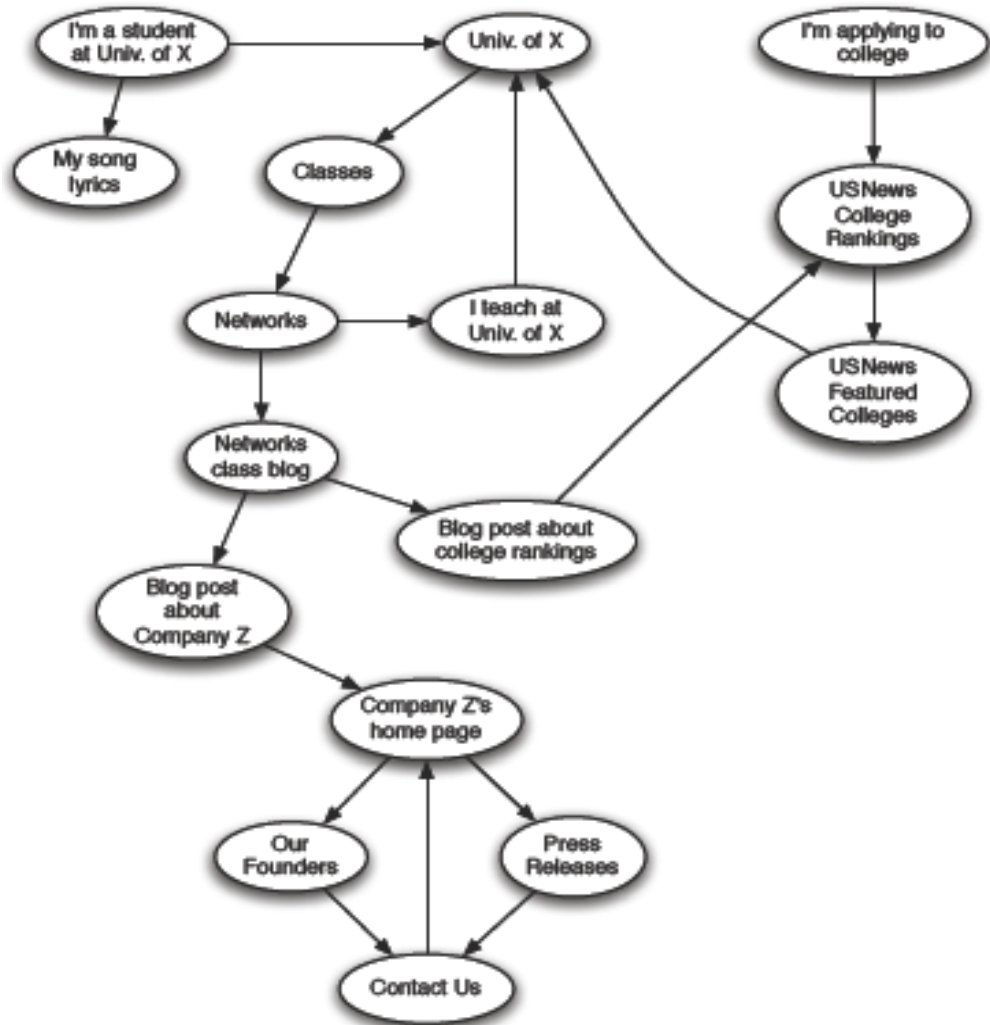 I'm a student
at Univ. of X
Univ. of X
I'm applying to
college
My song
lyrics
Classes
USNews
College
Rankings
Networks
I teach at
Univ. of X
USNews
Featured
Colleges
Networks
class blog
Blog post about
college rankings
Blog post
about
Company Z
Company Z's
home page
Our
Founders
Press
Releases
Contact Us